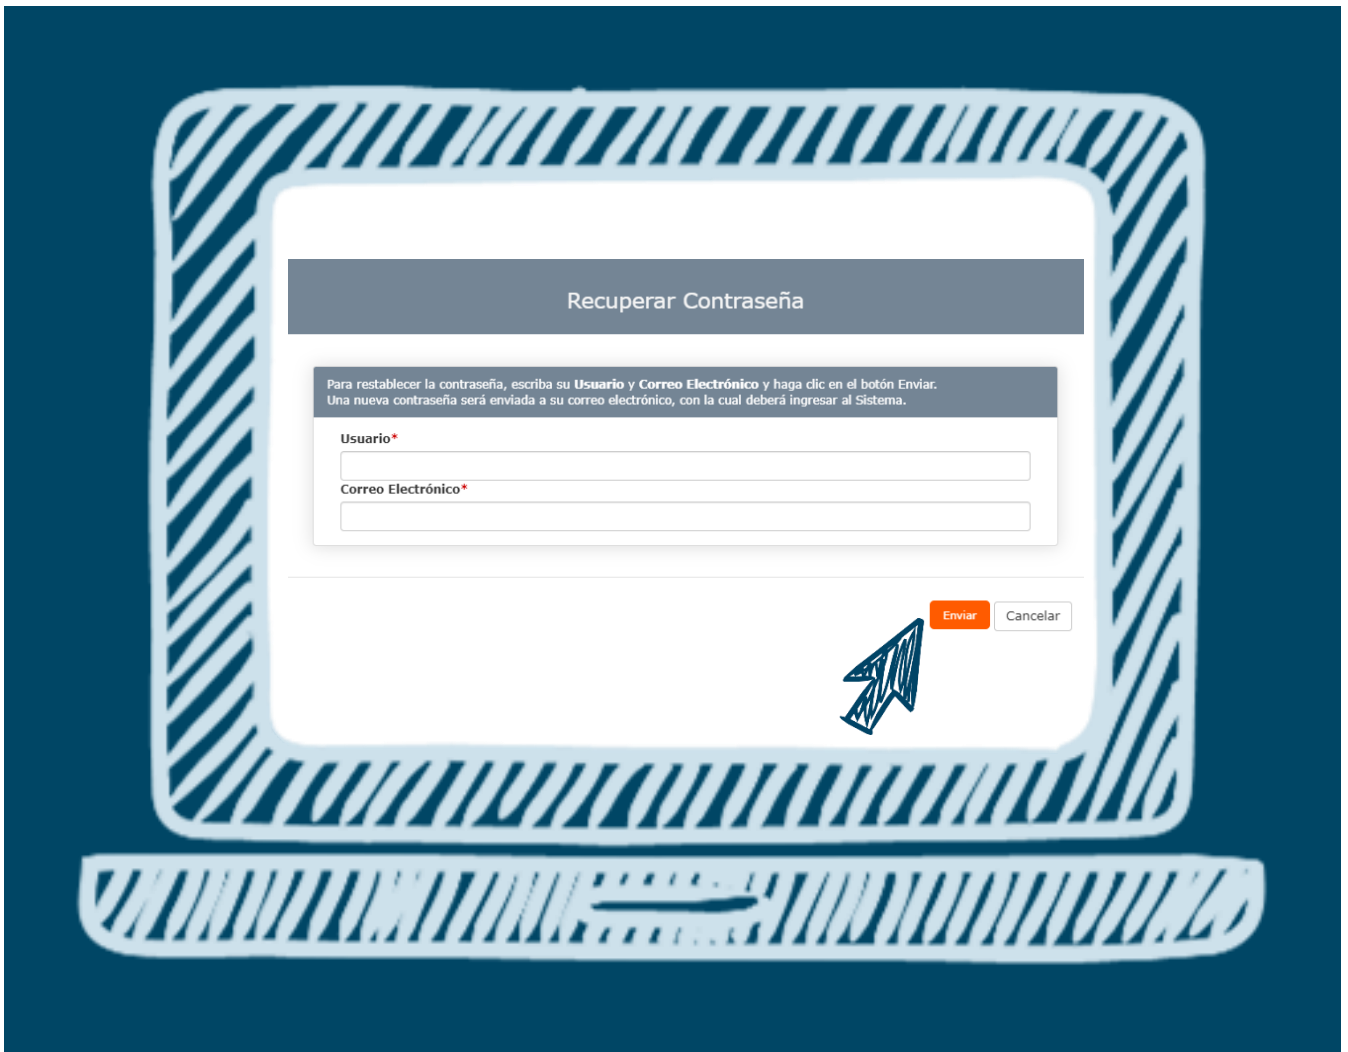 Recuperar Contraseña
Para restablecer la contraseña, escriba su Usuario y Correo Electrónico y haga clic en el botón Enviar.
Una nueva contraseña será enviada a su correo electrónico, con la cual deberá ingresar al Sistema.
Usuario*
Correo Electrónico*
Enviar Cancelar